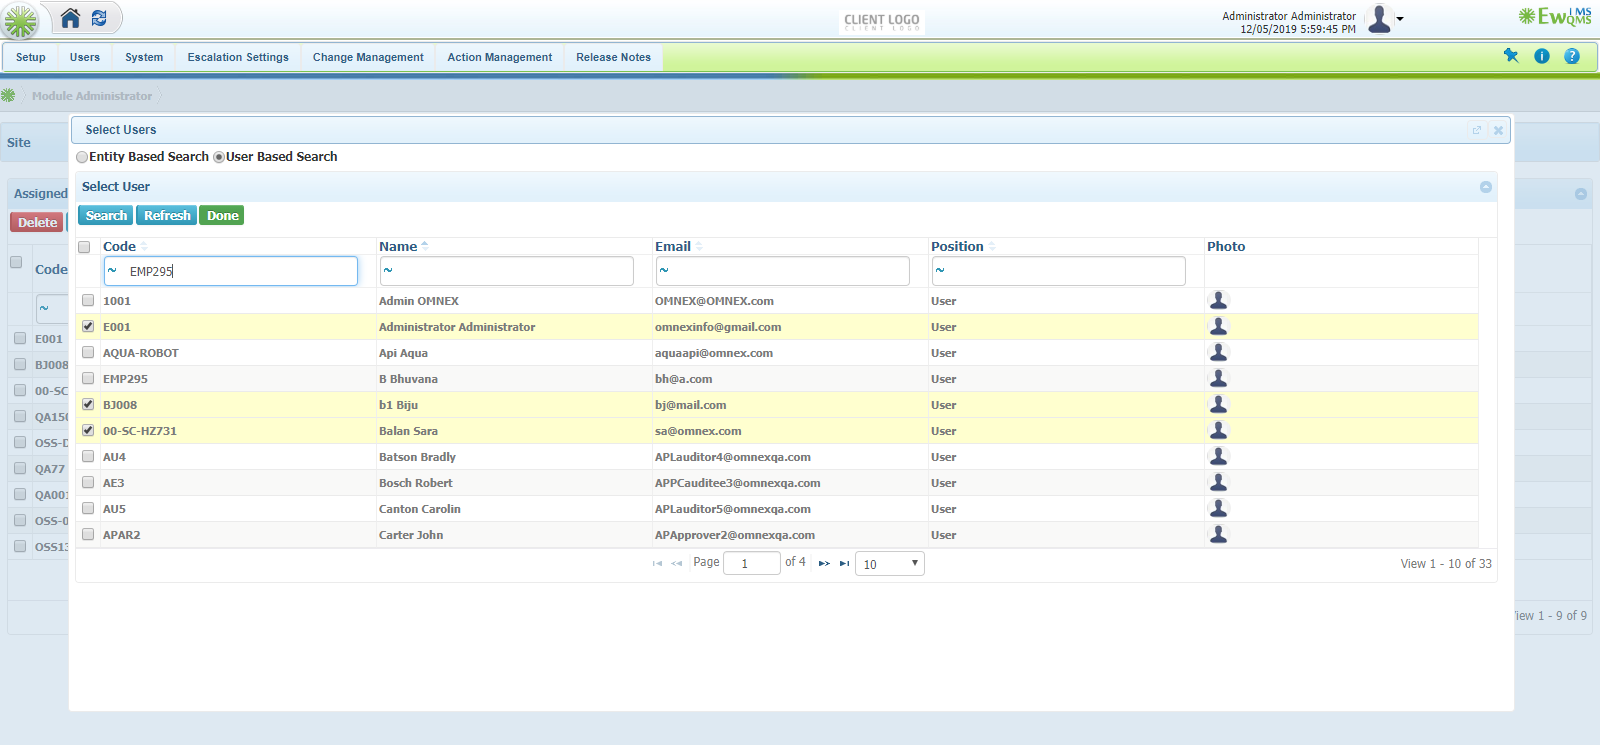 CLIENT LOGO
CLIENT LOGO
Administrator Administrator
12/05/2019 5:59:45 PM
EwQMS IMS
Setup Users System Escalation Settings Change Management Action Management Release Notes
Module Administrator
Select Users
Site
Entity Based Search User Based Search
Select User
Assigned
Search Refresh Done
Delete
Code Name Email Position Photo
Code
~ EMP295 ~ ~ ~
~
1001 Admin OMNEX OMNEX@OMNEX.com User
E001 Administrator Administrator omnexinfo@gmail.com User
E001
AQUA-ROBOT Api Aqua aquaapi@omnex.com User
BJ008
EMP295 B Bhuvana bh@a.com User
00-SC
BJ008 b1 Biju bj@mail.com User
QA150
00-SC-HZ731 Balan Sara sa@omnex.com User
OSS-D
AU4 Batson Bradly APLauditor4@omnexqa.com User
QA77
AE3 Bosch Robert APPCauditee3@omnexqa.com User
QA001
AU5 Canton Carolin APLauditor5@omnexqa.com User
OSS-0
APAR2 Carter John APApprover2@omnexqa.com User
OSS13
Page 1 of 4 10 View 1 - 10 of 33
iew 1 - 9 of 9